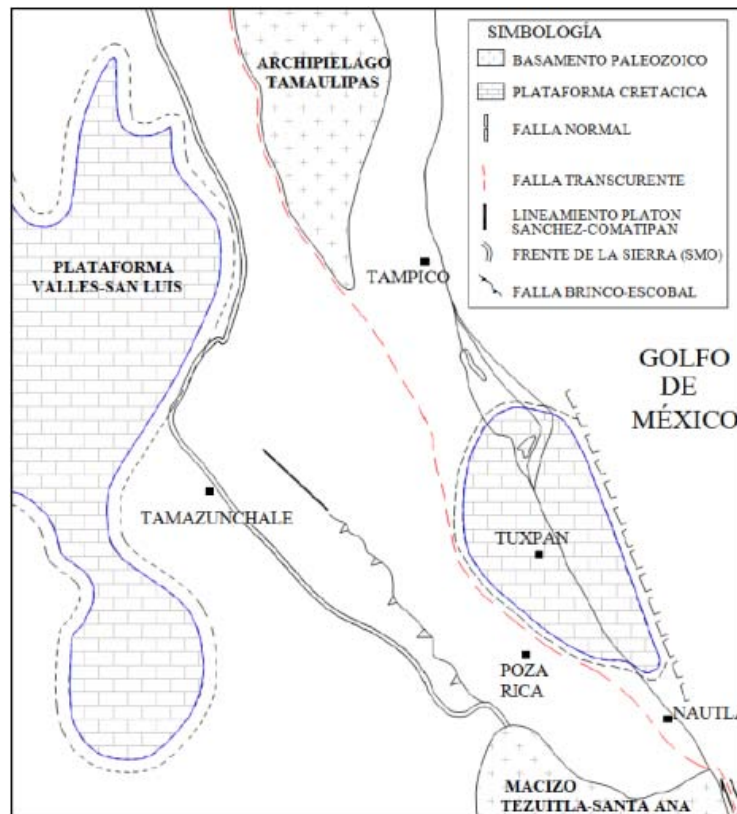 SIMBOLOGÍA
BASAMENTO PALEOZOICO
PLATAFORMA CRETACICA
FALLA NORMAL
FALLA TRANSCURENTE
LINEAMIENTO PLATON
SANCHEZ-COMATIPAN
FRENTE DE LA SIERRA (SMO)
FALLA BRINCO-ESCOBAL
ARCHIPIELAGO
TAMAULIPAS
PLATAFORMA
VALLES-SAN LUIS
TAMPICO
GOLFO
DE
MÉXICO
TAMAZUNCHALE
TUXPAN
POZA
RICA
NAUTLA
MACIZO
TEZUITLA-SANTA ANA